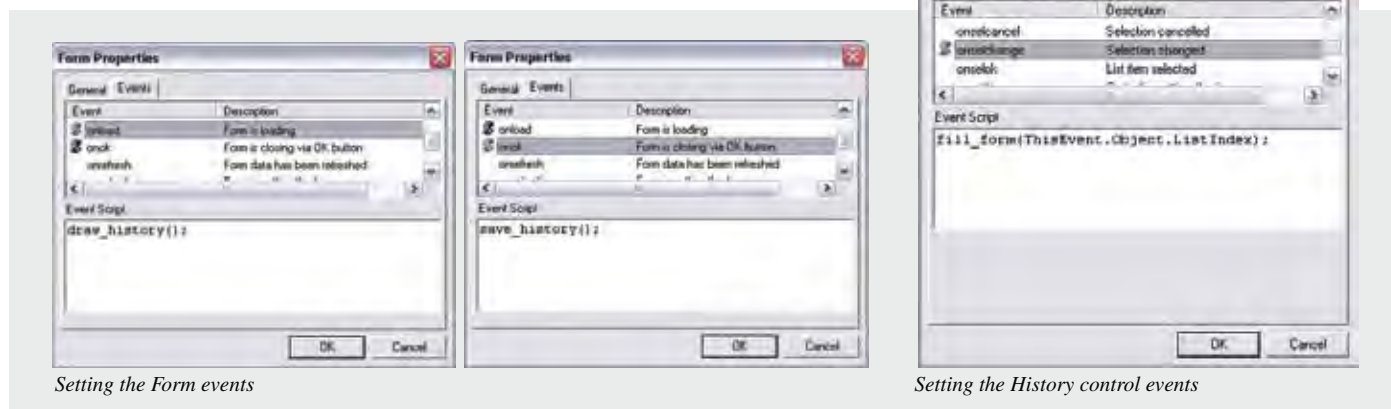 Form Properties
General Events
Event Description
onload Form is loading
onok Form is closing via OK button
onrefresh Form data has been refreshed
Event Script
draw_history();
OK Cancel
Form Properties
General Events
Event Description
onload Form is loading
onok Form is closing via OK button
onrefresh Form data has been refreshed
Event Script
save_history();
OK Cancel
Setting the Form events
Event Description
onselcancel Selection cancelled
onselchange Selection changed
onselok List item selected
Event Script
fill_form(ThisEvent.Object.ListIndex);
OK Cancel
Setting the History control events